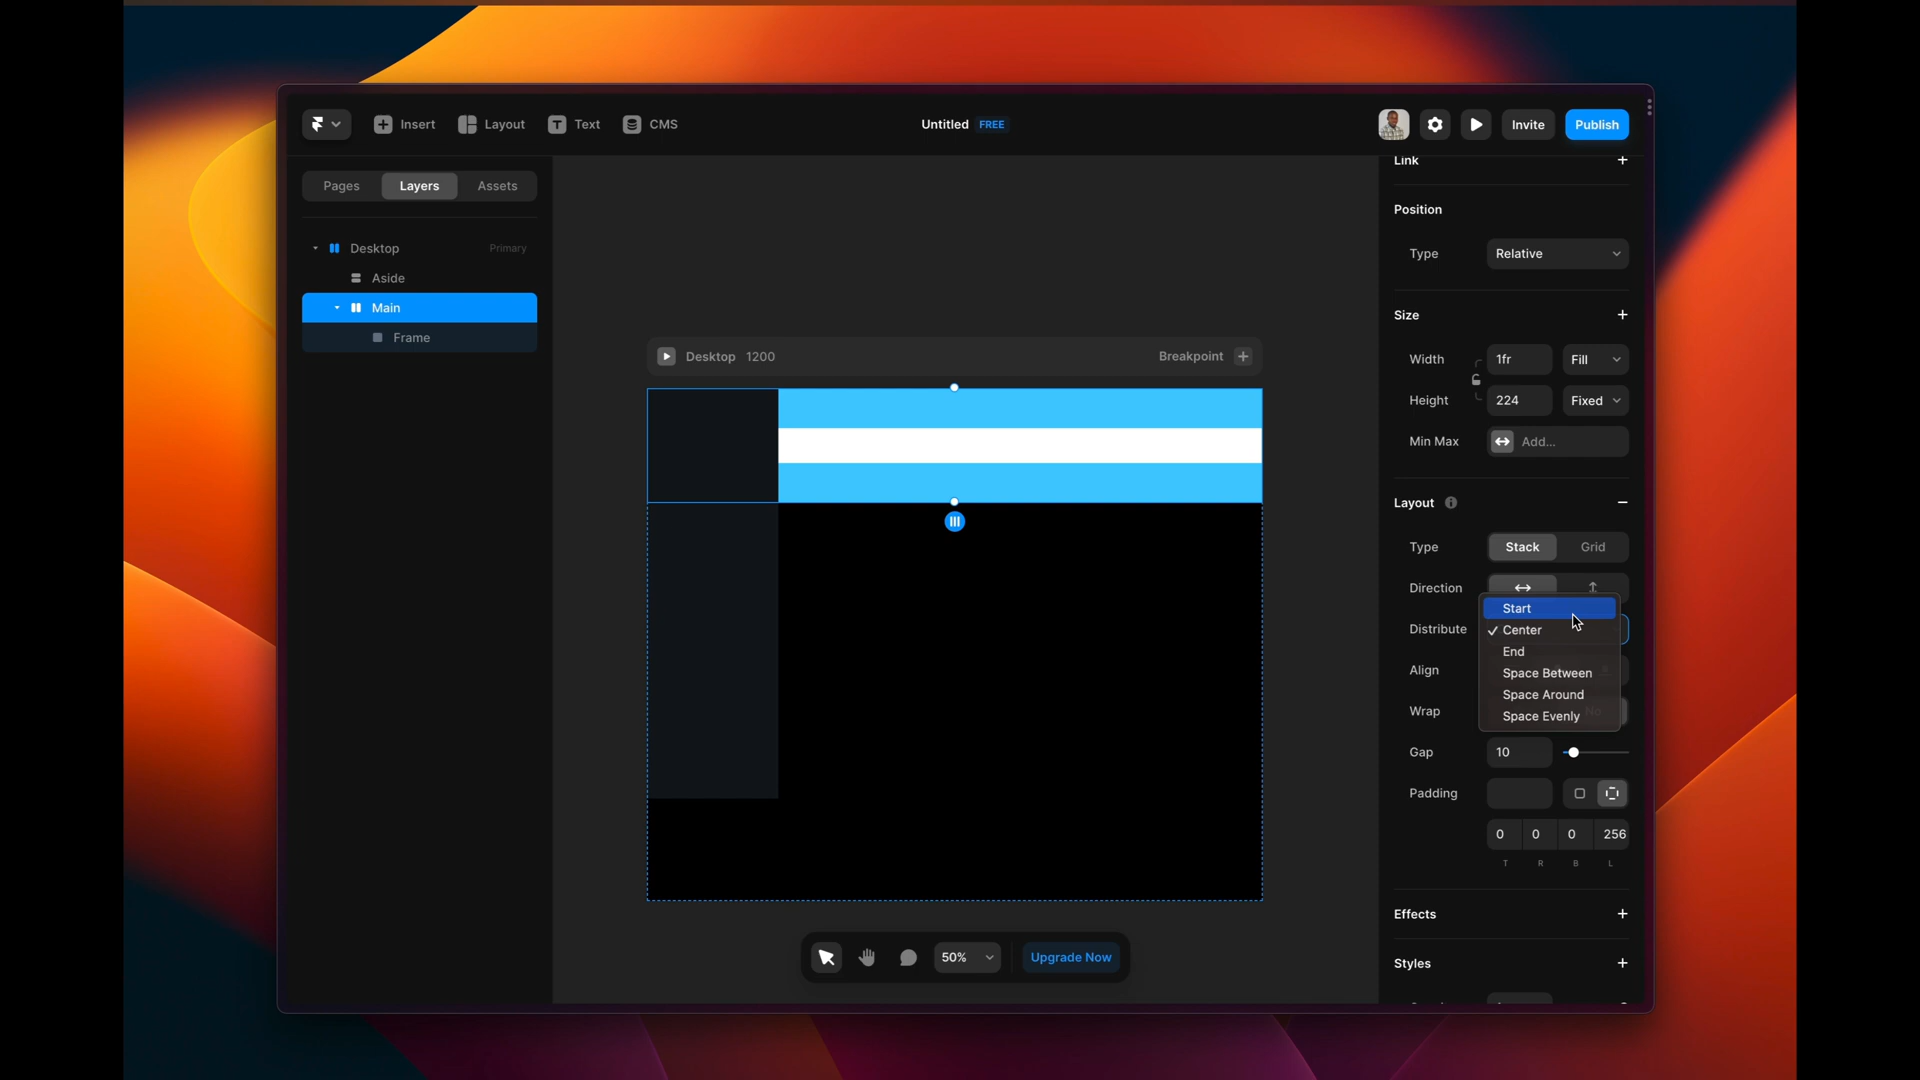 Insert
Layout
Text
CMS
Untitled FREE
Invite
Publish
Pages
Layers
Assets
Desktop
Primary
Aside
Main
Frame
Desktop 1200
Breakpoint
Link
Position
Type
Relative
Size
Width
1fr
Fill
Height
224
Fixed
Min Max
Add...
Layout
Type
Stack
Grid
Direction
Distribute
Start
Center
End
Space Between
Space Around
Space Evenly
Align
Wrap
No
Gap
10
Padding
0 0 0 256
T R B L
Effects
Styles
50%
Upgrade Now